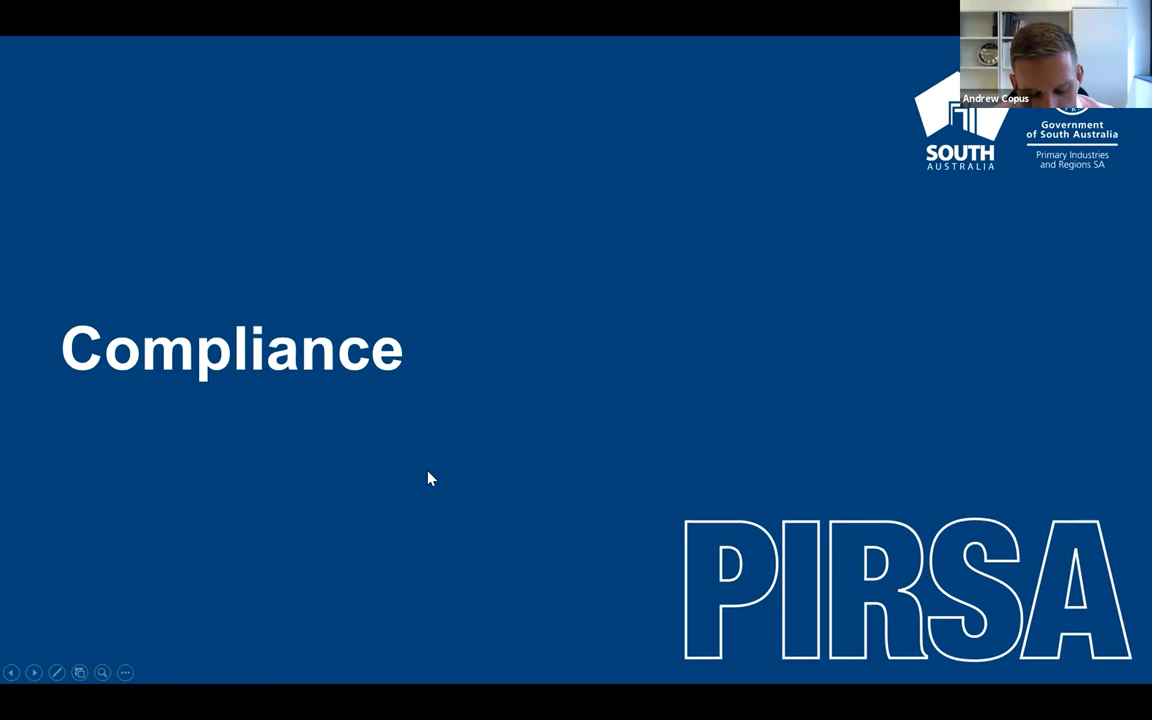 Andrew Copus
SOUTH
AUSTRALIA
Government
of South Australia
Primary Industries
and Regions SA
Compliance
PIRSA